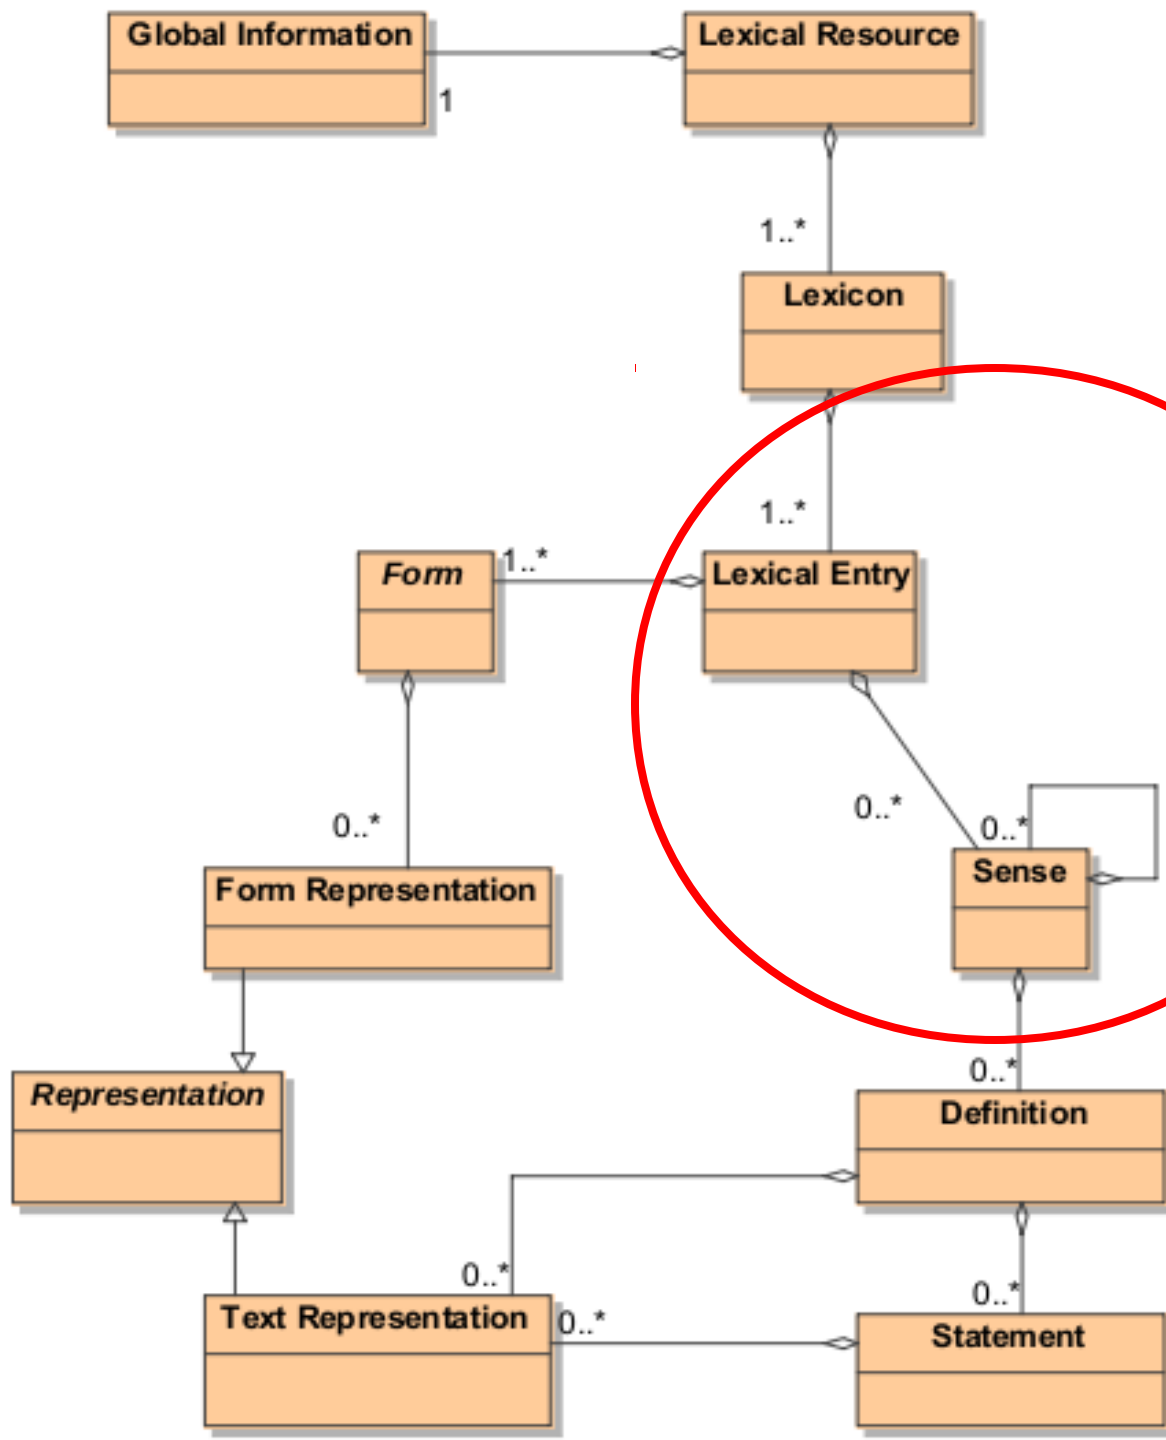 Global Information
Lexical Resource
1
1..*
Lexicon
1..*
Form
1..*
Lexical Entry
0..*
0..*
0..*
Sense
Form Representation
0..*
Representation
Definition
0..*
0..*
Text Representation
0..*
Statement